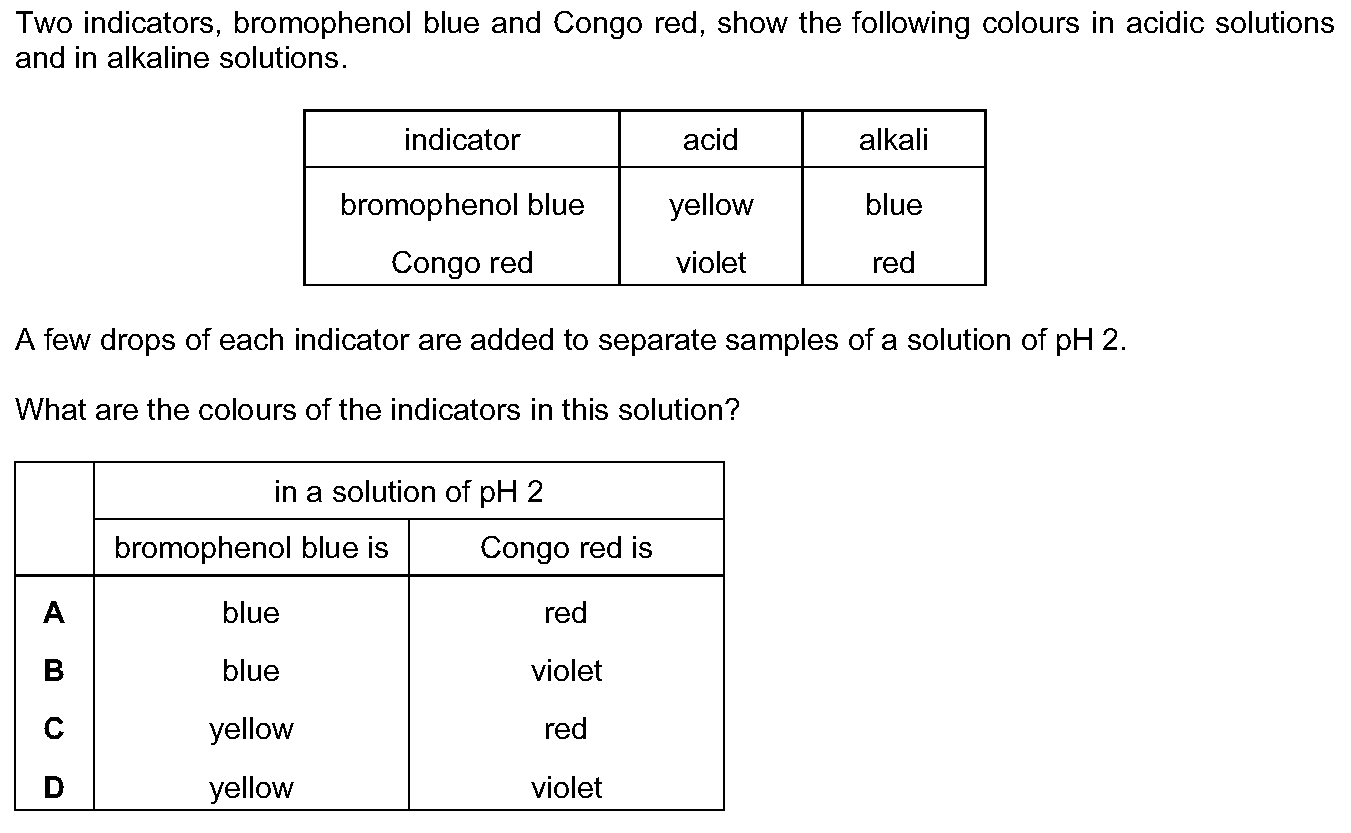 Two indicators, bromophenol blue and Congo red, show the following colours in acidic solutions
and in alkaline solutions.
indicator acid alkali
bromophenol blue yellow blue
Congo red violet red
A few drops of each indicator are added to separate samples of a solution of pH 2.
What are the colours of the indicators in this solution?
in a solution of pH 2
bromophenol blue is Congo red is
A blue red
B blue violet
C yellow red
D yellow violet